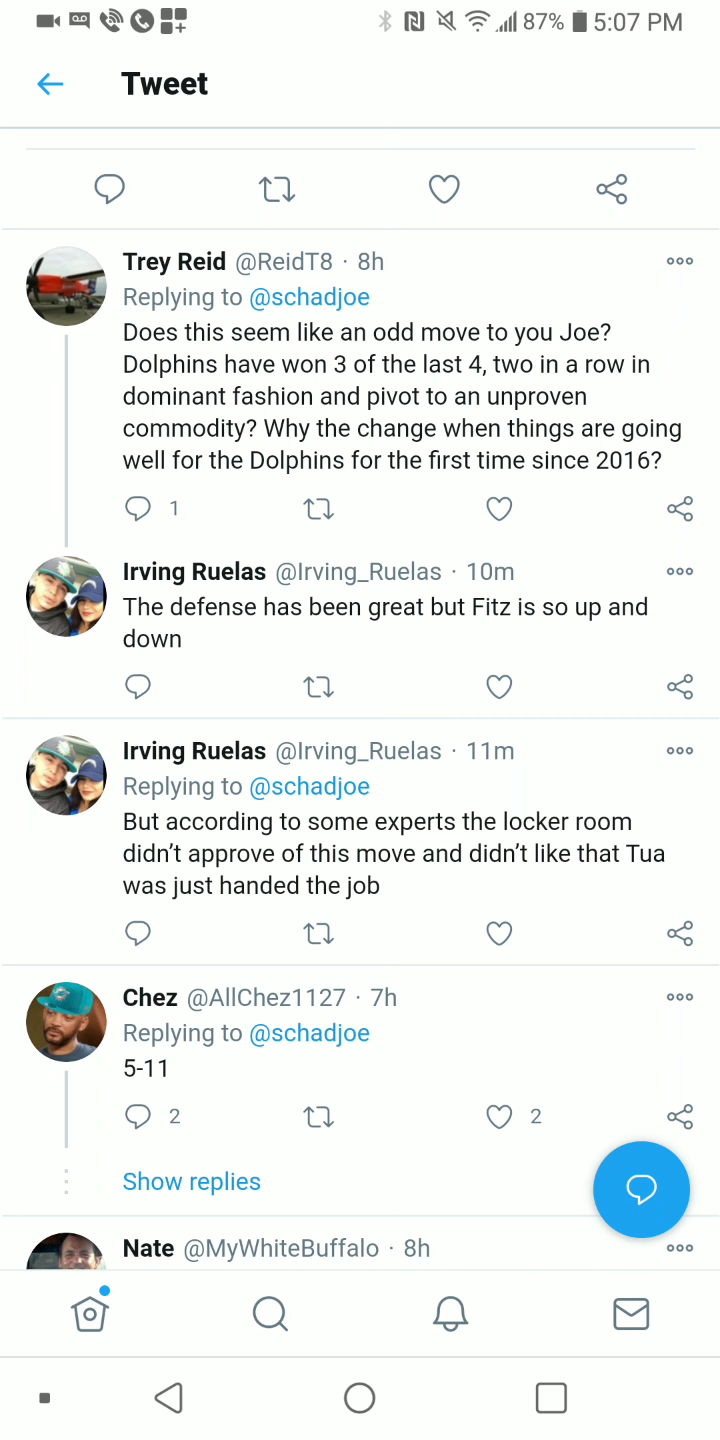 87% 5:07 PM
Tweet
Trey Reid @ReidT8 · 8h
Replying to @schadjoe
Does this seem like an odd move to you Joe?
Dolphins have won 3 of the last 4, two in a row in
dominant fashion and pivot to an unproven
commodity? Why the change when things are going
well for the Dolphins for the first time since 2016?
1
Irving Ruelas @Irving_Ruelas · 10m
The defense has been great but Fitz is so up and
down
Irving Ruelas @Irving_Ruelas · 11m
Replying to @schadjoe
But according to some experts the locker room
didn’t approve of this move and didn’t like that Tua
was just handed the job
Chez @AllChez1127 · 7h
Replying to @schadjoe
5-11
2 2
Show replies
Nate @MyWhiteBuffalo · 8h